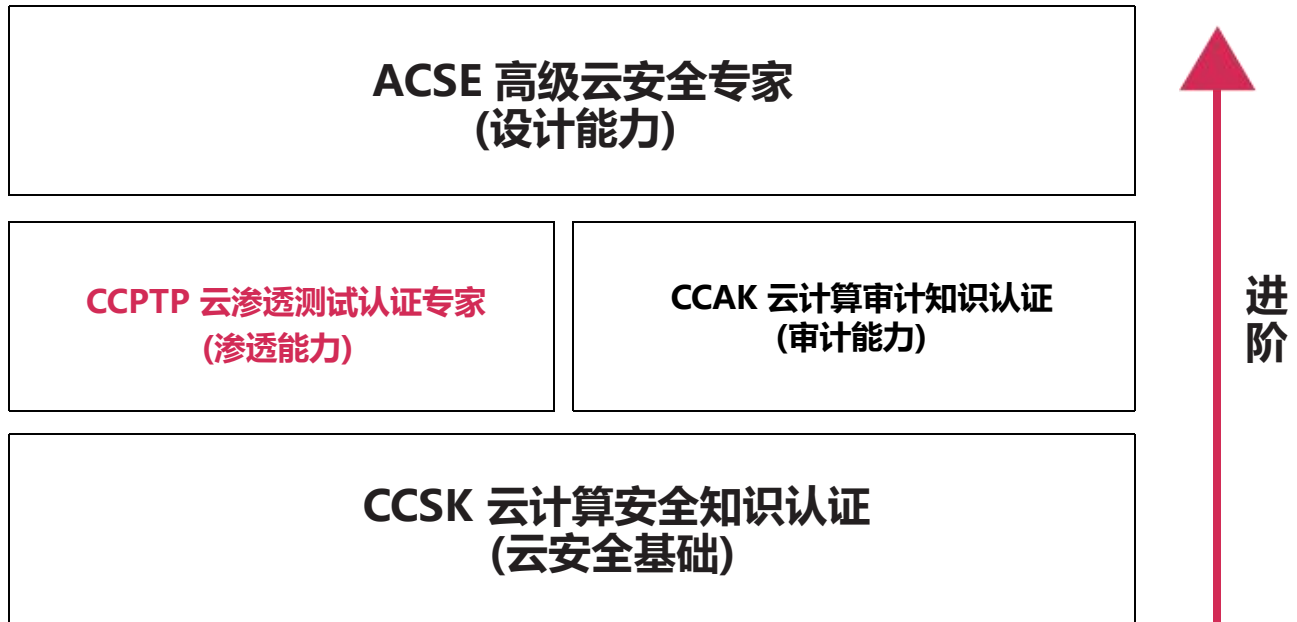 ACSE 高级云安全专家
(设计能力)
CCPTP 云渗透测试认证专家
(渗透能力)
CCAK 云计算审计知识认证
(审计能力)
CCSK 云计算安全知识认证
(云安全基础)
进
阶